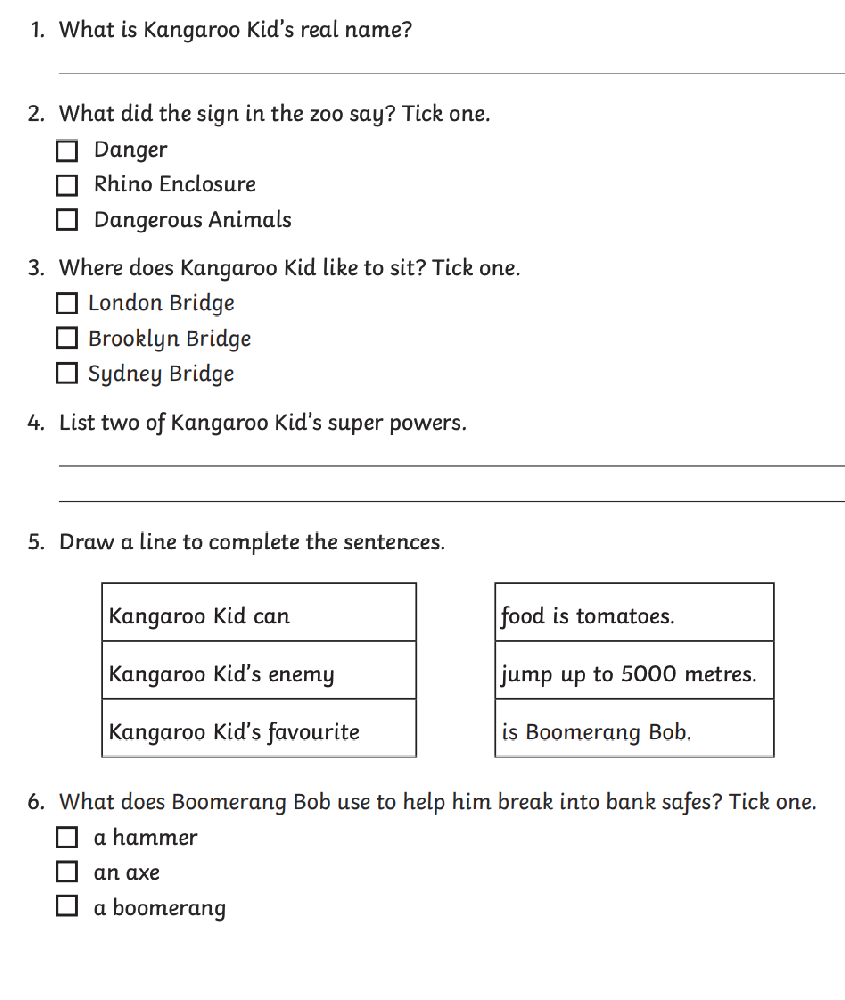 1. What is Kangaroo Kid's real name?
2. What did the sign in the zoo say? Tick one.
Danger
Rhino Enclosure
Dangerous Animals
3. Where does Kangaroo Kid like to sit? Tick one.
London Bridge
Brooklyn Bridge
Sydney Bridge
4. List two of Kangaroo Kid's super powers.
5. Draw a line to complete the sentences.
Kangaroo Kid can
food is tomatoes.
Kangaroo Kid's enemy
jump up to 5000 metres.
Kangaroo Kid's favourite
is Boomerang Bob.
6. What does Boomerang Bob use to help him break into bank safes? Tick one.
a hammer
an axe
a boomerang